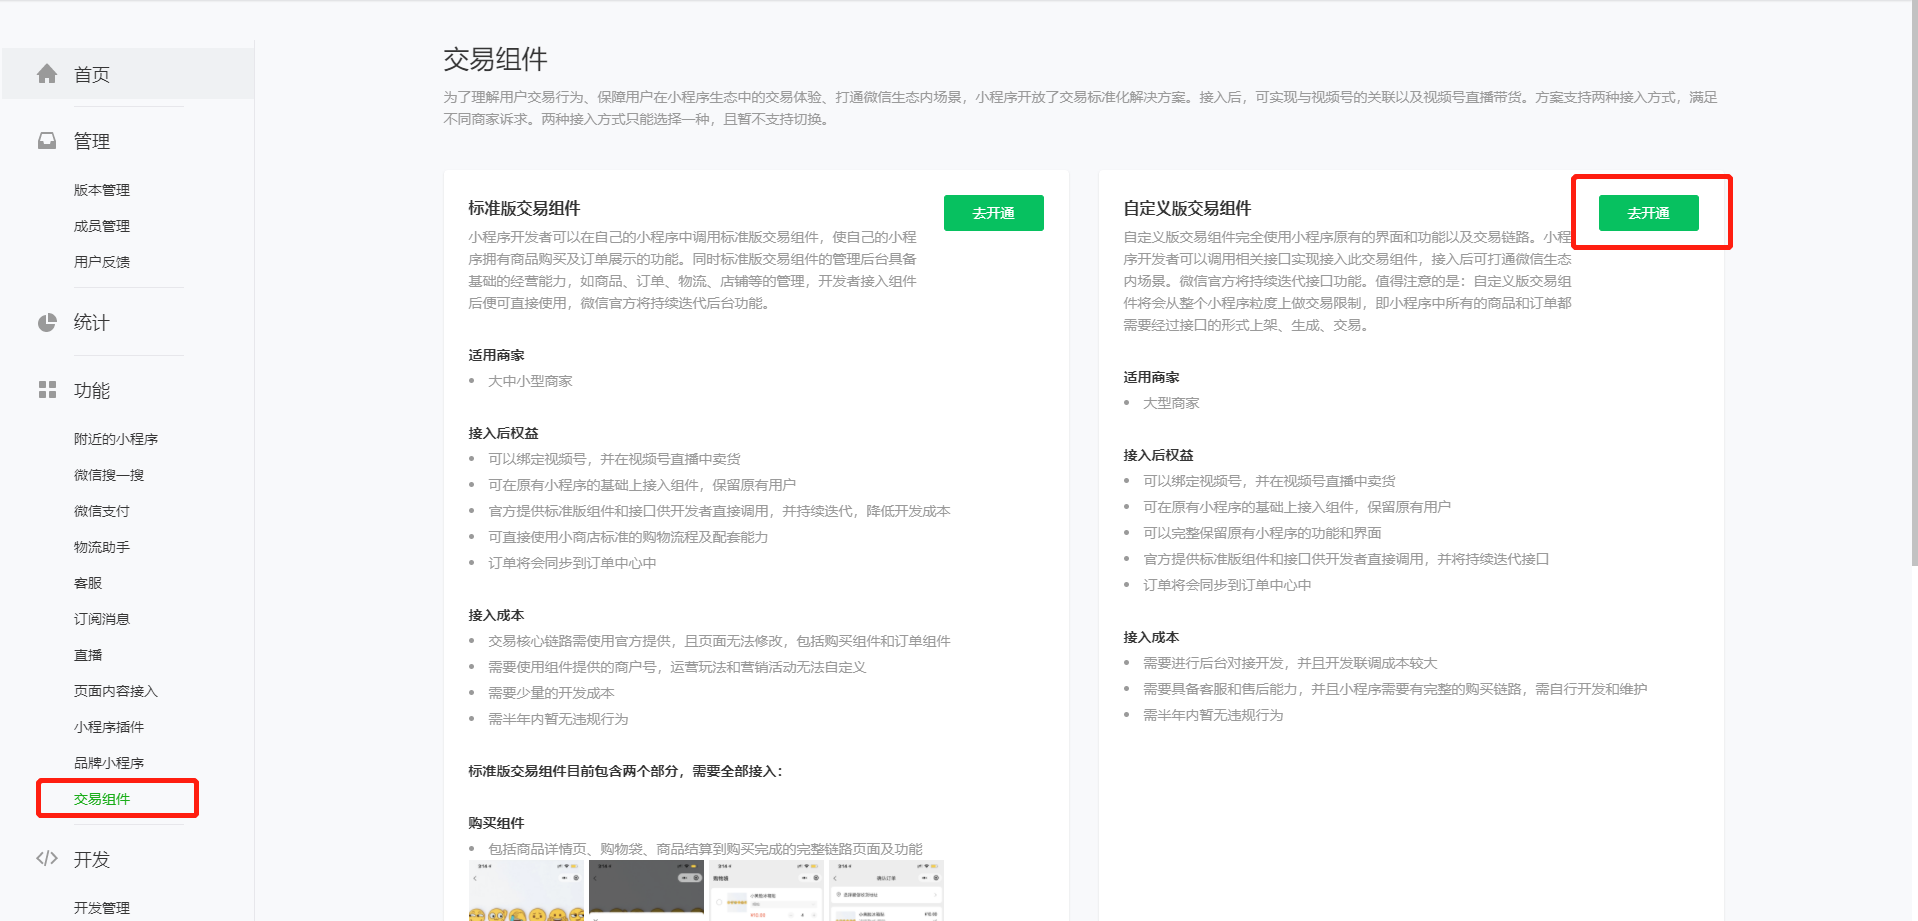 首页
管理
版本管理
成员管理
用户反馈
统计
功能
附近的小程序
微信搜一搜
微信支付
物流助手
客服
订阅消息
直播
页面内容接入
小程序插件
品牌小程序
交易组件
开发
开发管理
交易组件
为了理解用户交易行为、保障用户在小程序生态中的交易体验、打通微信生态内场景，小程序开放了交易标准化解决方案。接入后，可实现与视频号的关联以及视频号直播带货。方案支持两种接入方式，满足
不同商家诉求。两种接入方式只能选择一种，且暂不支持切换。
标准版交易组件
去开通
小程序开发者可以在自己的小程序中调用标准版交易组件，使自己的小程
序拥有商品购买及订单展示的功能。同时标准版交易组件的管理后台具备
基础的经营能力，如商品、订单、物流、店铺等的管理，开发者接入组件
后便可直接使用，微信官方将持续迭代后台功能。
适用商家
• 大中小型商家
接入后权益
• 可以绑定视频号，并在视频号直播中卖货
• 可在原有小程序的基础上接入组件，保留原有用户
• 官方提供标准版组件和接口供开发者直接调用，并持续迭代，降低开发成本
• 可直接使用小商店标准的购物流程及配套能力
• 订单将会同步到订单中心中
接入成本
• 交易核心链路需使用官方提供，且页面无法修改，包括购买组件和订单组件
• 需要使用组件提供的商户号，运营玩法和营销活动无法自定义
• 需要少量的开发成本
• 需半年内暂无违规行为
标准版交易组件目前包含两个部分，需要全部接入：
购买组件
• 包括商品详情页、购物袋、商品结算到购买完成的完整链路页面及功能
购物袋
确认订单
自定义版交易组件
去开通
自定义版交易组件完全使用小程序原有的界面和功能以及交易链路。小程
序开发者可以调用相关接口实现接入此交易组件，接入后可打通微信生态
内场景。微信官方将持续迭代接口功能。值得注意的是：自定义版交易组
件将会从整个小程序粒度上做交易限制，即小程序中所有的商品和订单都
需要经过接口的形式上架、生成、交易。
适用商家
• 大型商家
接入后权益
• 可以绑定视频号，并在视频号直播中卖货
• 可在原有小程序的基础上接入组件，保留原有用户
• 可以完整保留原有小程序的功能和界面
• 官方提供标准版组件和接口供开发者直接调用，并将持续迭代接口
• 订单将会同步到订单中心中
接入成本
• 需要进行后台对接开发，并且开发联调成本较大
• 需要具备客服和售后能力，并且小程序需要有完整的购买链路，需自行开发和维护
• 需半年内暂无违规行为